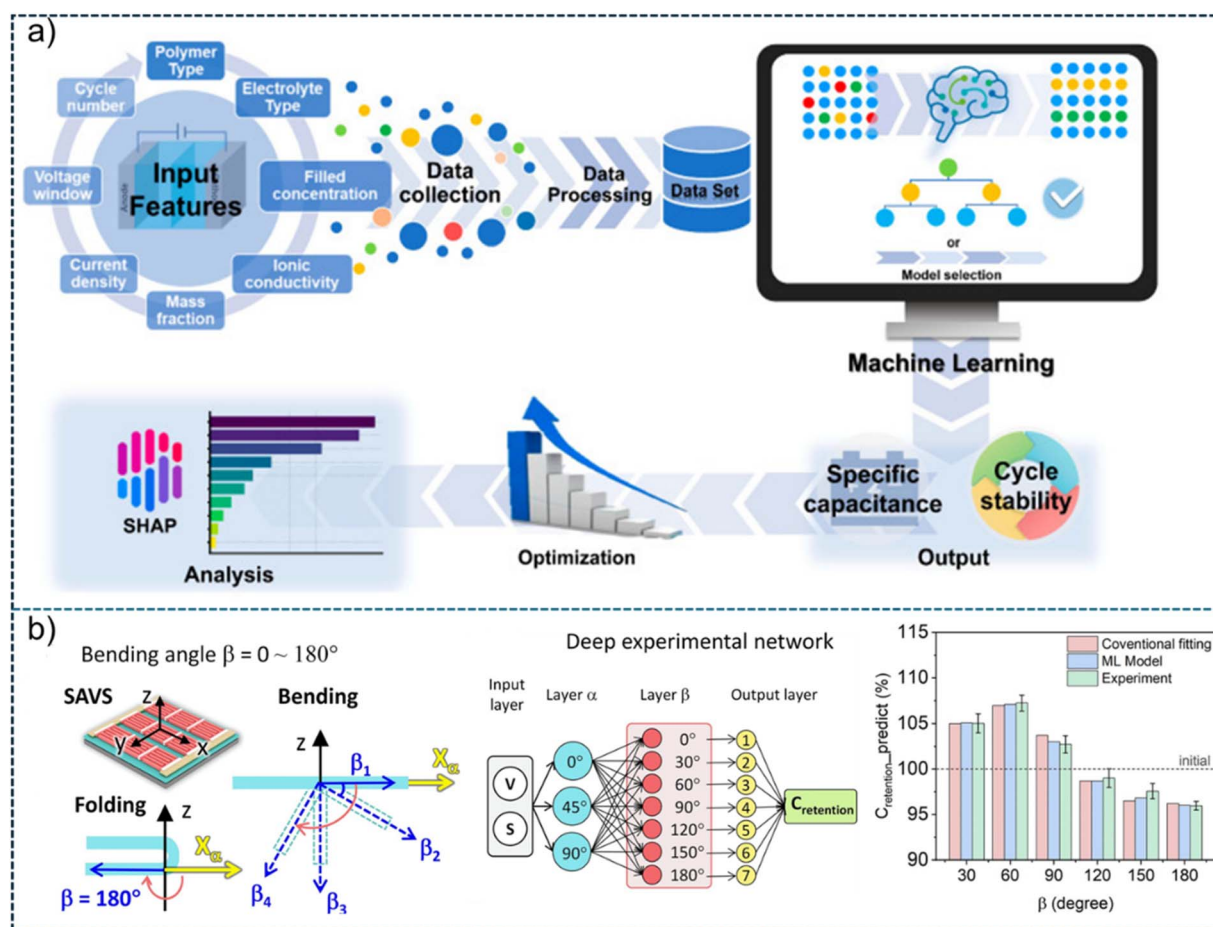 a)
Polymer
Type
Electrolyte
Type
Filled
concentration
Ionic
conductivity
Mass
fraction
Current
density
Voltage
window
Cycle
number
Input
Features
Anode
Data
collection
Data
Processing
Data Set
or
Model selection
Machine Learning
Specific
capacitance
Cycle
stability
Output
Optimization
SHAP
Analysis
b)
Bending angle β = 0 ~ 180°
SAVS
z
y
x
Folding
z
Xα
β = 180°
Bending
z
β1
Xα
β2
β3
β4
Deep experimental network
Input
layer
Layer α
Layer β
Output layer
V
S
0°
45°
90°
0°
30°
60°
90°
120°
150°
180°
1
2
3
4
5
6
7
Cretention
Cretention_predict (%)
115
110
105
100
95
90
Coventional fitting
ML Model
Experiment
initial
30
60
90
120
150
180
β (degree)